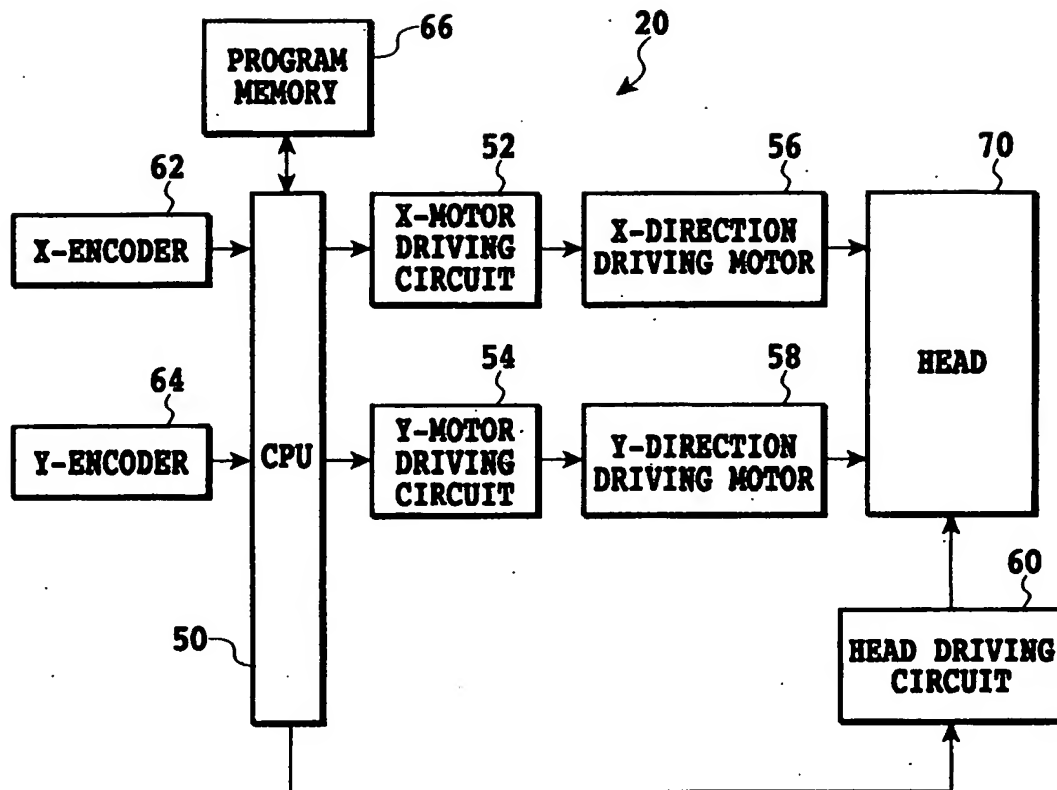 66
20
PROGRAM
MEMORY
62
52
56
70
X-ENCODER
X-MOTOR
DRIVING
CIRCUIT
X-DIRECTION
DRIVING MOTOR
HEAD
64
54
58
Y-ENCODER
CPU
Y-MOTOR
DRIVING
CIRCUIT
Y-DIRECTION
DRIVING MOTOR
60
50
HEAD DRIVING
CIRCUIT